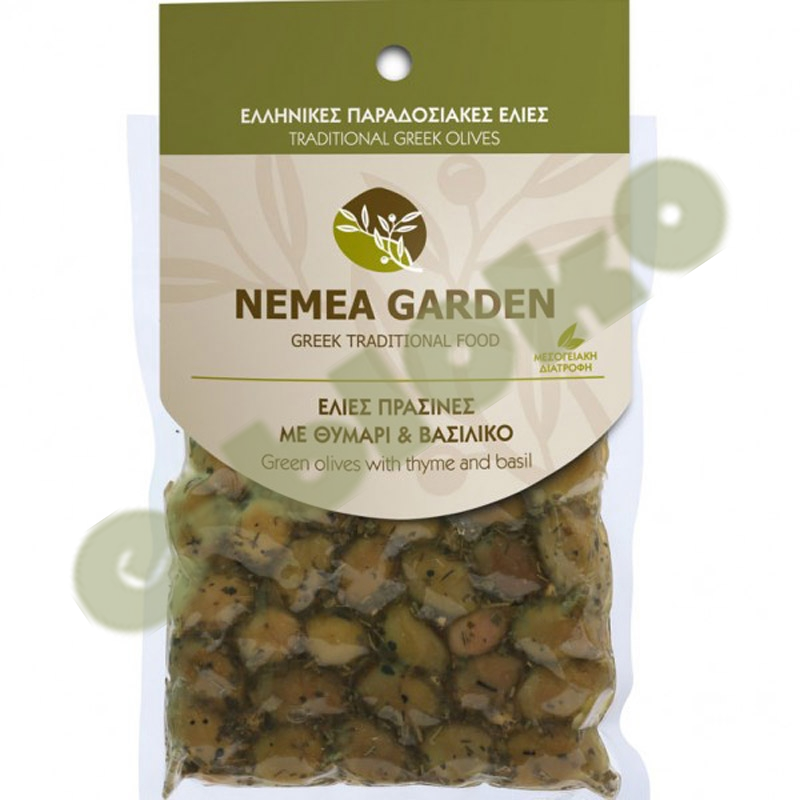 ΕΛΛΗΝΙΚΕΣ ΠΑΡΑΔΟΣΙΑΚΕΣ ΕΛΙΕΣ
TRADITIONAL GREEK OLIVES
NEMEA GARDEN
GREEK TRADITIONAL FOOD
ΜΕΣΟΓΕΙΑΚΗ
ΔΙΑΤΡΟΦΗ
ΕΛΙΕΣ ΠΡΑΣΙΝΕΣ
ΜΕ ΘΥΜΑΡΙ & ΒΑΣΙΛΙΚΟ
Green olives with thyme and basil